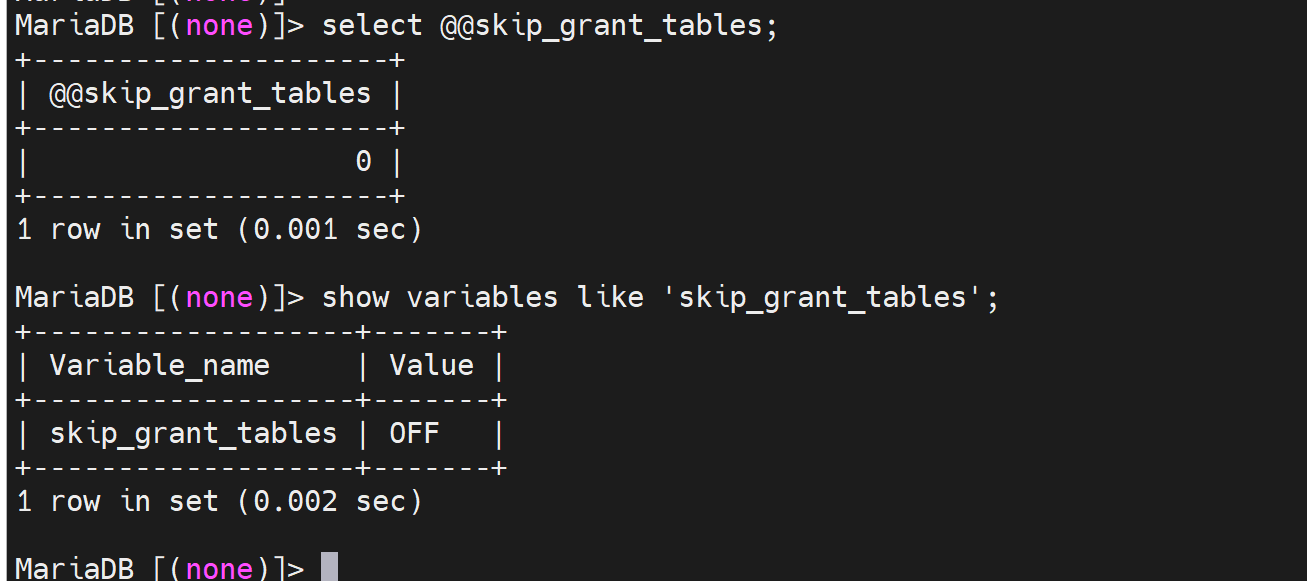 MariaDB [(none)]> select @@skip_grant_tables;
+---------------------+
| @@skip_grant_tables |
+---------------------+
|                   0 |
+---------------------+
1 row in set (0.001 sec)
MariaDB [(none)]> show variables like 'skip_grant_tables';
+-------------------+-------+
| Variable_name     | Value |
+-------------------+-------+
| skip_grant_tables | OFF   |
+-------------------+-------+
1 row in set (0.002 sec)
MariaDB [(none)]>